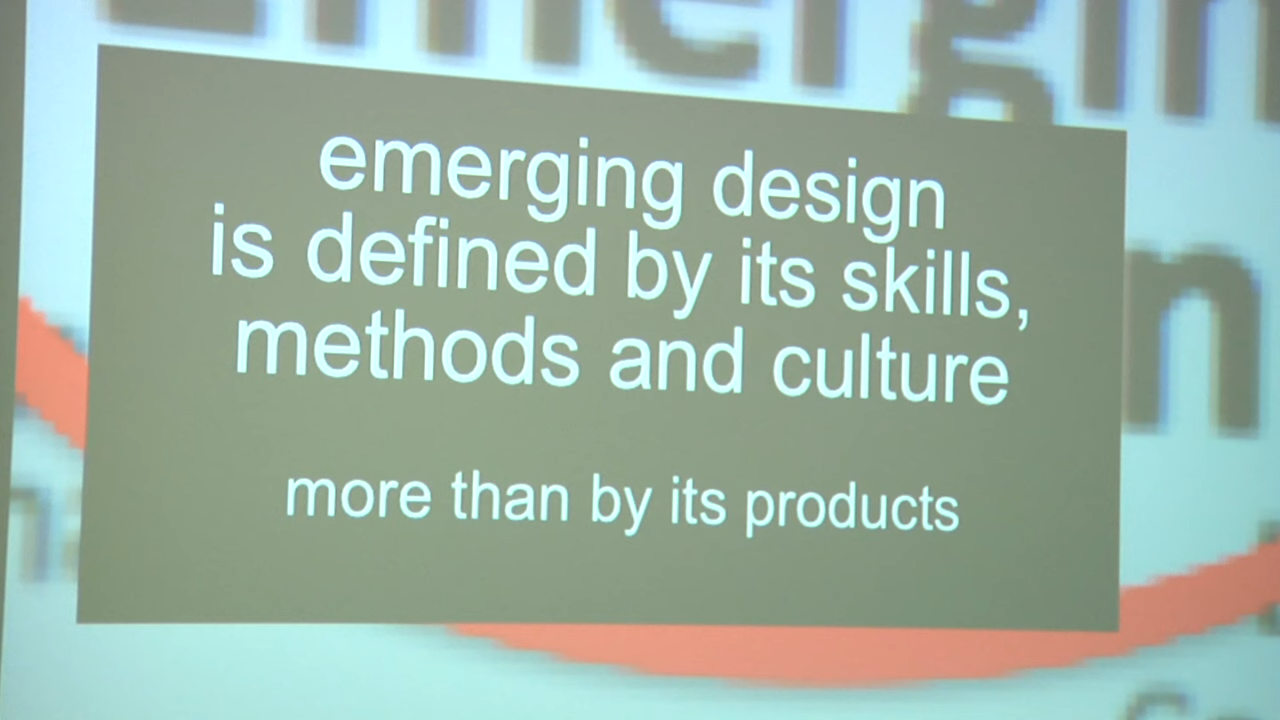 emerging design
is defined by its skills,
methods and culture
more than by its products